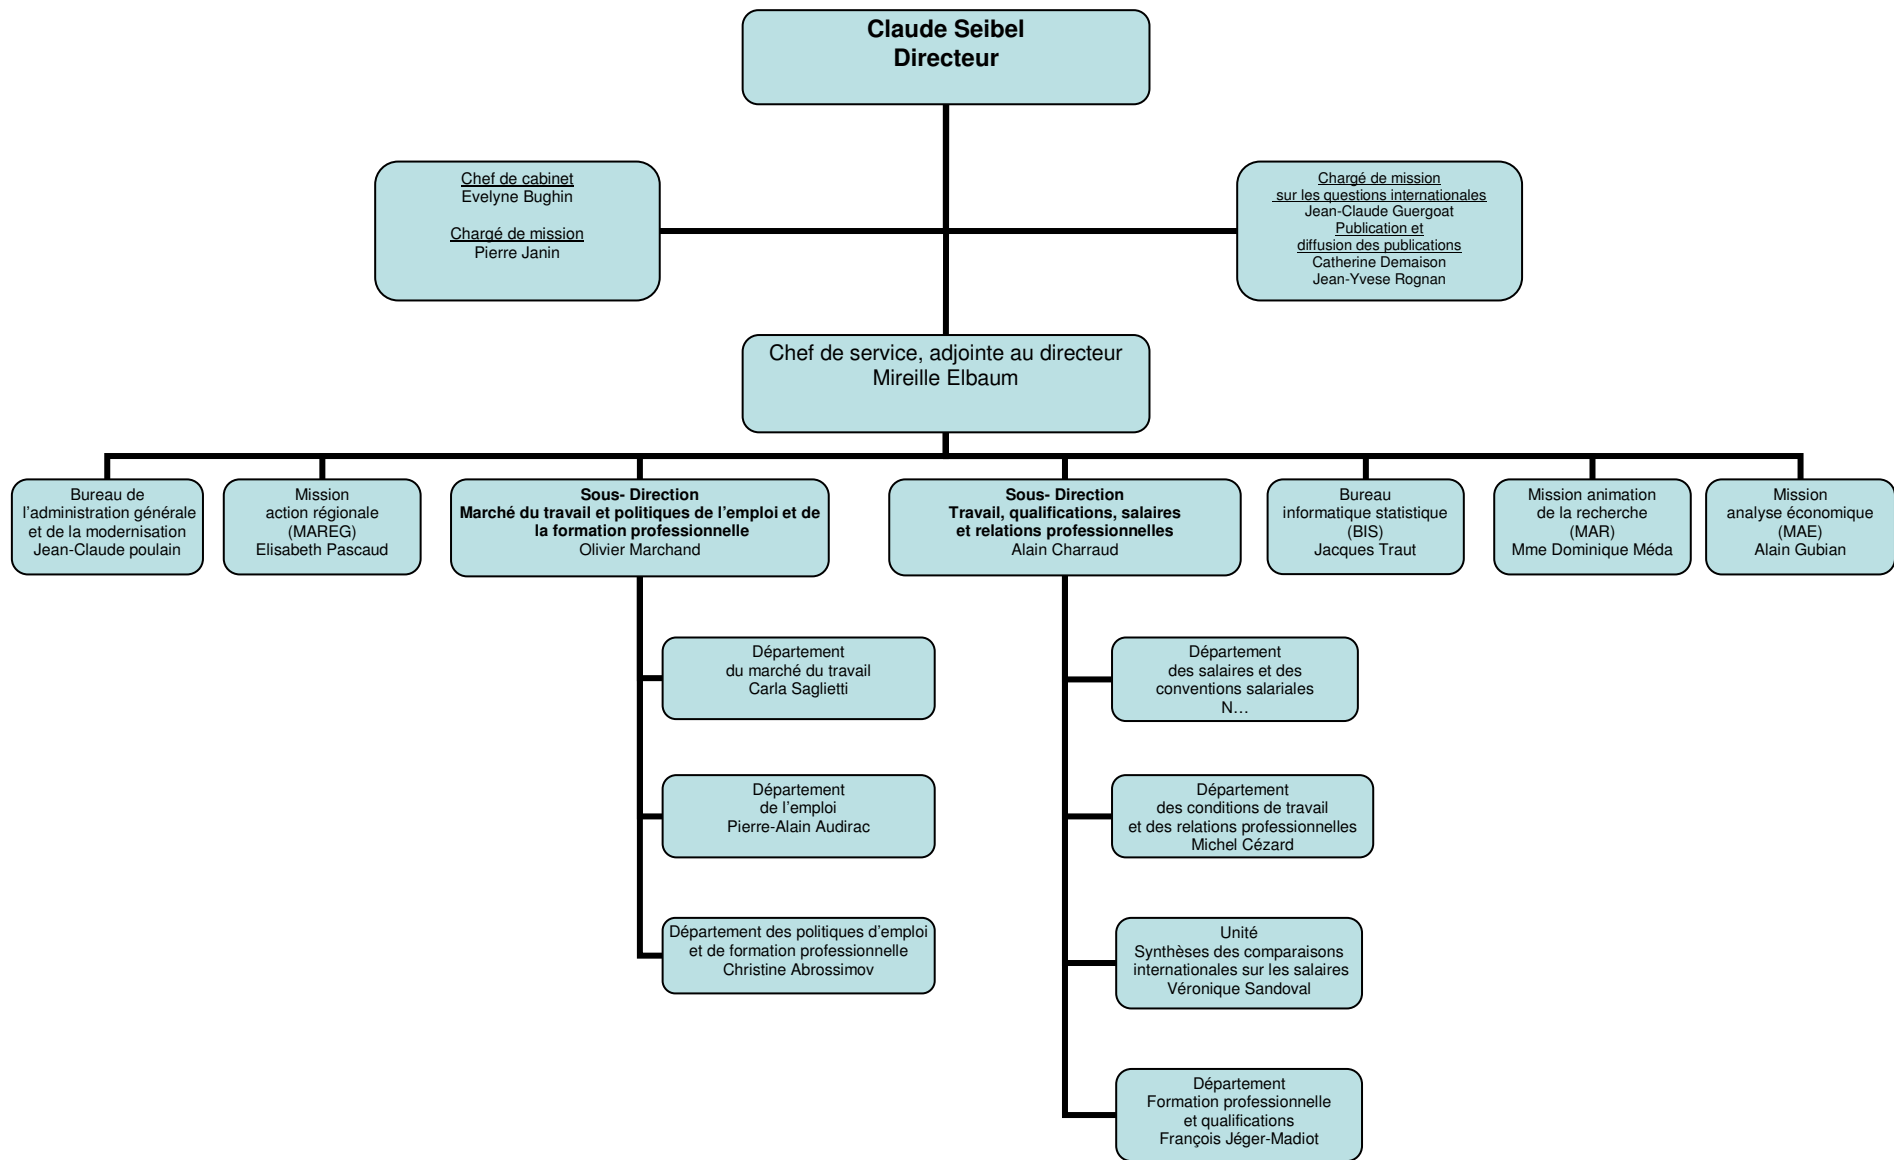 Claude Seibel
Directeur
Chef de cabinet
Evelyne Bughin
Chargé de mission
Pierre Janin
Chargé de mission
sur les questions internationales
Jean-Claude Guergoat
Publication et
diffusion des publications
Catherine Demaison
Jean-Yvese Rognan
Chef de service, adjointe au directeur
Mireille Elbaum
Bureau de
l’administration générale
et de la modernisation
Jean-Claude poulain
Mission
action régionale
(MAREG)
Elisabeth Pascaud
Sous- Direction
Marché du travail et politiques de l’emploi et de
la formation professionnelle
Olivier Marchand
Sous- Direction
Travail, qualifications, salaires
et relations professionnelles
Alain Charraud
Bureau
informatique statistique
(BIS)
Jacques Traut
Mission animation
de la recherche
(MAR)
Mme Dominique Méda
Mission
analyse économique
(MAE)
Alain Gubian
Département
du marché du travail
Carla Saglietti
Département
de l’emploi
Pierre-Alain Audirac
Département des politiques d’emploi
et de formation professionnelle
Christine Abrossimov
Département
des salaires et des
conventions salariales
N…
Département
des conditions de travail
et des relations professionnelles
Michel Cézard
Unité
Synthèses des comparaisons
internationales sur les salaires
Véronique Sandoval
Département
Formation professionnelle
et qualifications
François Jéger-Madiot